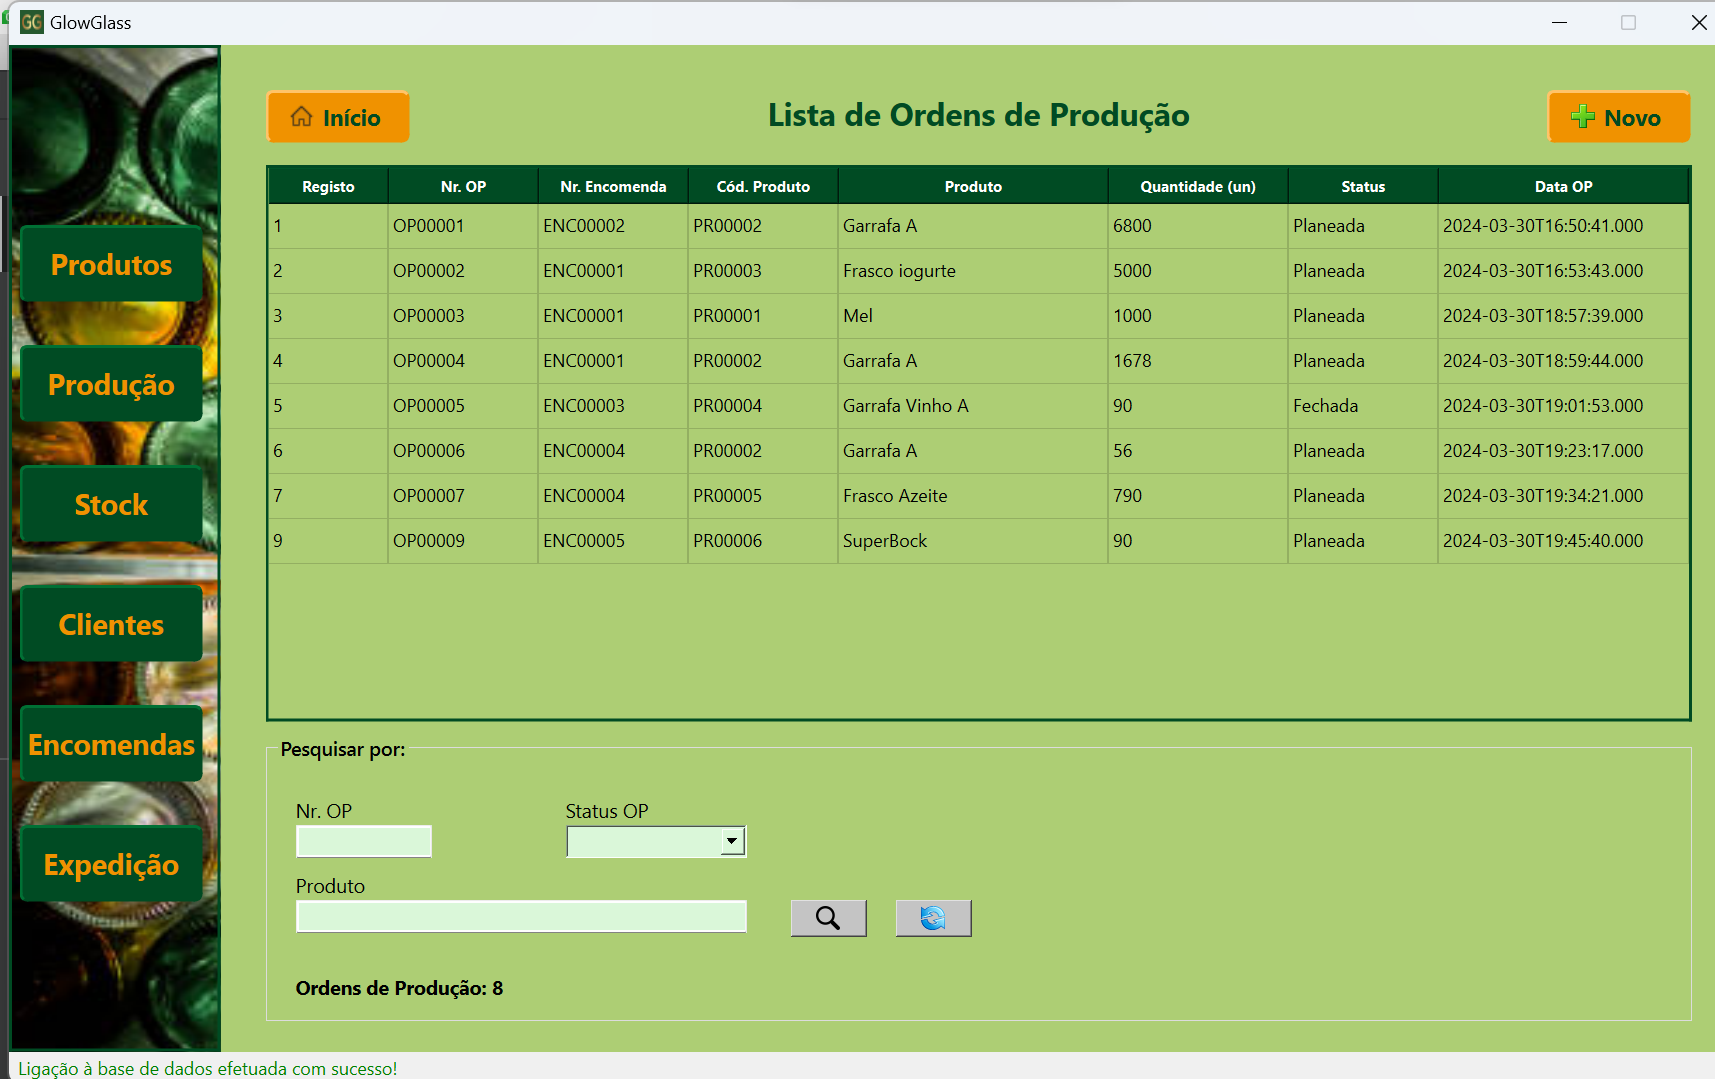 GG GlowGlass
Início
Lista de Ordens de Produção
Novo
Registo Nr. OP Nr. Encomenda Cód. Produto Produto Quantidade (un) Status Data OP
1 OP00001 ENC00002 PR00002 Garrafa A 6800 Planeada 2024-03-30T16:50:41.000
2 OP00002 ENC00001 PR00003 Frasco iogurte 5000 Planeada 2024-03-30T16:53:43.000
3 OP00003 ENC00001 PR00001 Mel 1000 Planeada 2024-03-30T18:57:39.000
4 OP00004 ENC00001 PR00002 Garrafa A 1678 Planeada 2024-03-30T18:59:44.000
5 OP00005 ENC00003 PR00004 Garrafa Vinho A 90 Fechada 2024-03-30T19:01:53.000
6 OP00006 ENC00004 PR00002 Garrafa A 56 Planeada 2024-03-30T19:23:17.000
7 OP00007 ENC00004 PR00005 Frasco Azeite 790 Planeada 2024-03-30T19:34:21.000
9 OP00009 ENC00005 PR00006 SuperBock 90 Planeada 2024-03-30T19:45:40.000
Produtos
Produção
Stock
Clientes
Encomendas
Expedição
Pesquisar por:
Nr. OP
Status OP
Produto
Ordens de Produção: 8
Ligação à base de dados efetuada com sucesso!